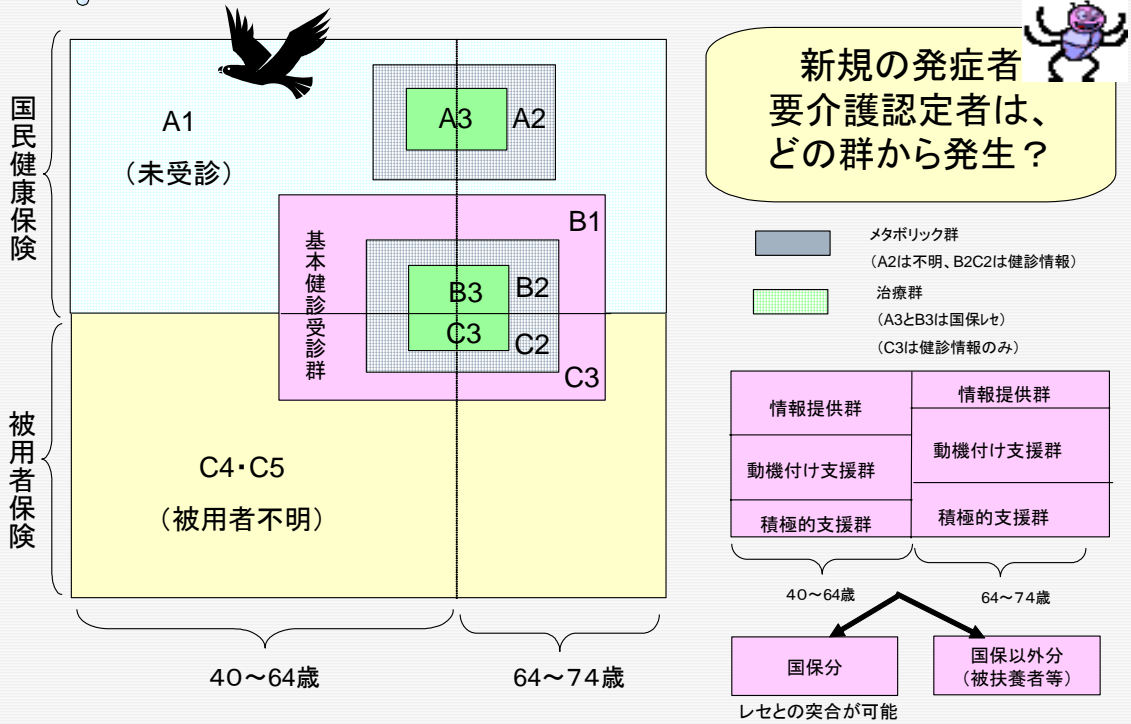 国民健康保険
被用者保険
A1
(未受診)
A3
A2
B1
基本健診受診群
B3
B2
C3
C2
C3
C4・C5
(被用者不明)
40～64歳
64～74歳
新規の発症者
要介護認定者は、
どの群から発生？
メタボリック群
(A2は不明、B2C2は健診情報)
治療群
(A3とB3は国保レセ)
(C3は健診情報のみ)
情報提供群
動機付け支援群
積極的支援群
情報提供群
動機付け支援群
積極的支援群
40～64歳
64～74歳
国保分
国保以外分
(被扶養者等)
レセとの突合が可能